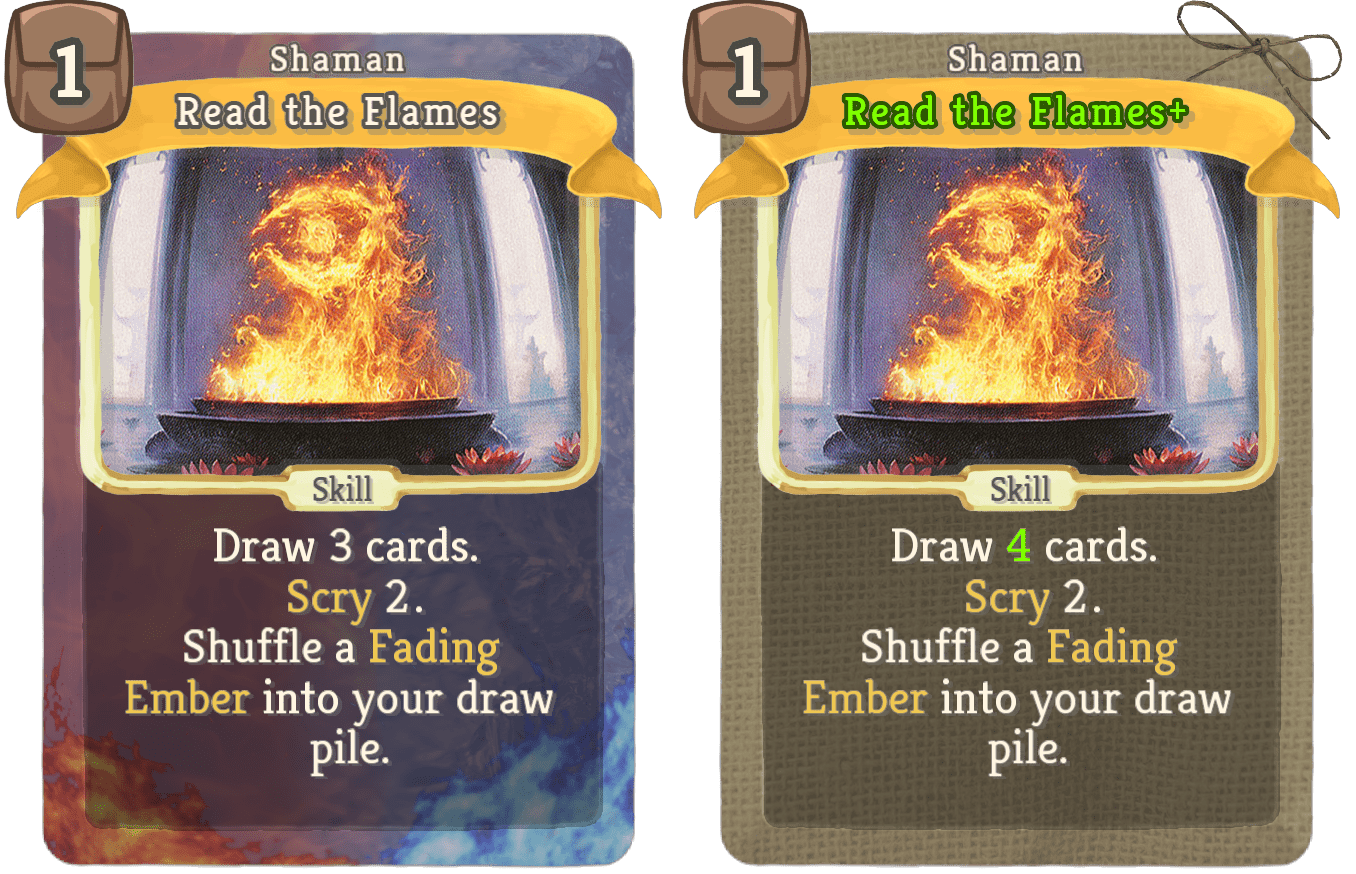 1
Shaman
Read the Flames
Skill
Draw 3 cards.
Scry 2.
Shuffle a Fading
Ember into your draw
pile.
1
Shaman
Read the Flames+
Skill
Draw 4 cards.
Scry 2.
Shuffle a Fading
Ember into your draw
pile.